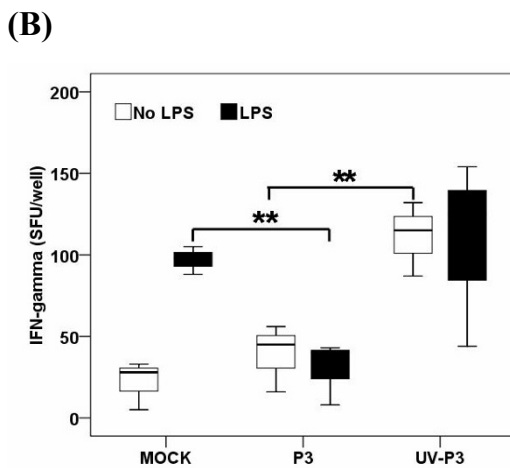 (B)
200
No LPS LPS
**
150
**
100
50
0
IFN-gamma (SFU/well)
MOCK P3 UV-P3